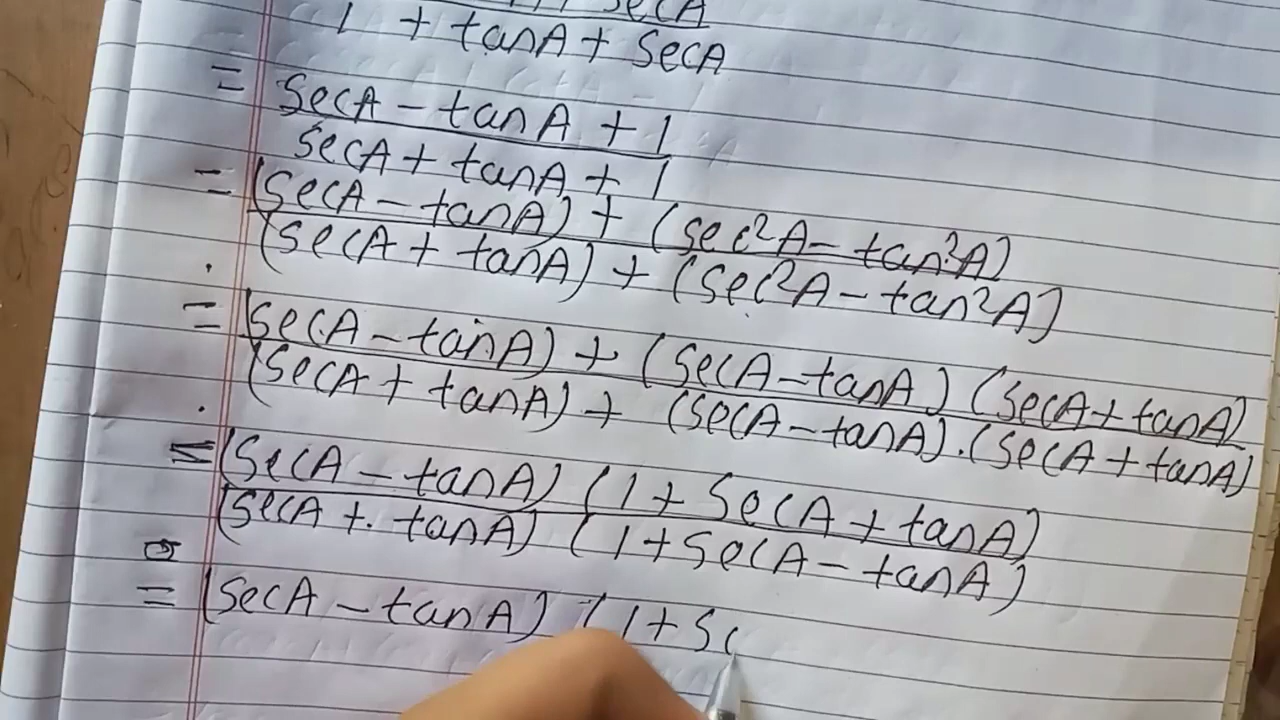 secA
1 + tanA + secA
= secA - tanA + 1
secA + tanA + 1
= (secA - tanA) + (sec²A - tan²A)
(secA + tanA) + (sec²A - tan²A)
= (secA - tanA) + (secA - tanA) (secA + tanA)
(secA + tanA) + (secA - tanA).(secA + tanA)
= (secA - tanA) (1 + secA + tanA)
(secA + tanA) (1 + secA - tanA)
= (secA - tanA) (1 + se